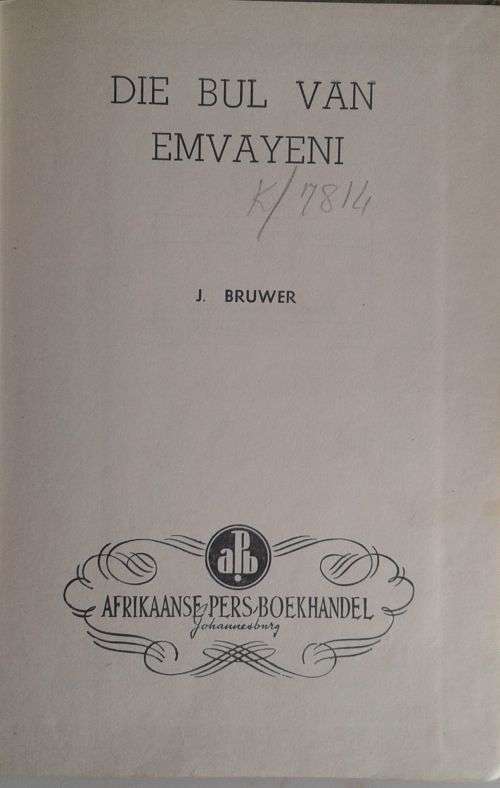 DIE BUL VAN
EMVAYENI
K/7814
J. BRUWER
aPb
AFRIKAANSE PERS BOEKHANDEL
Johannesburg